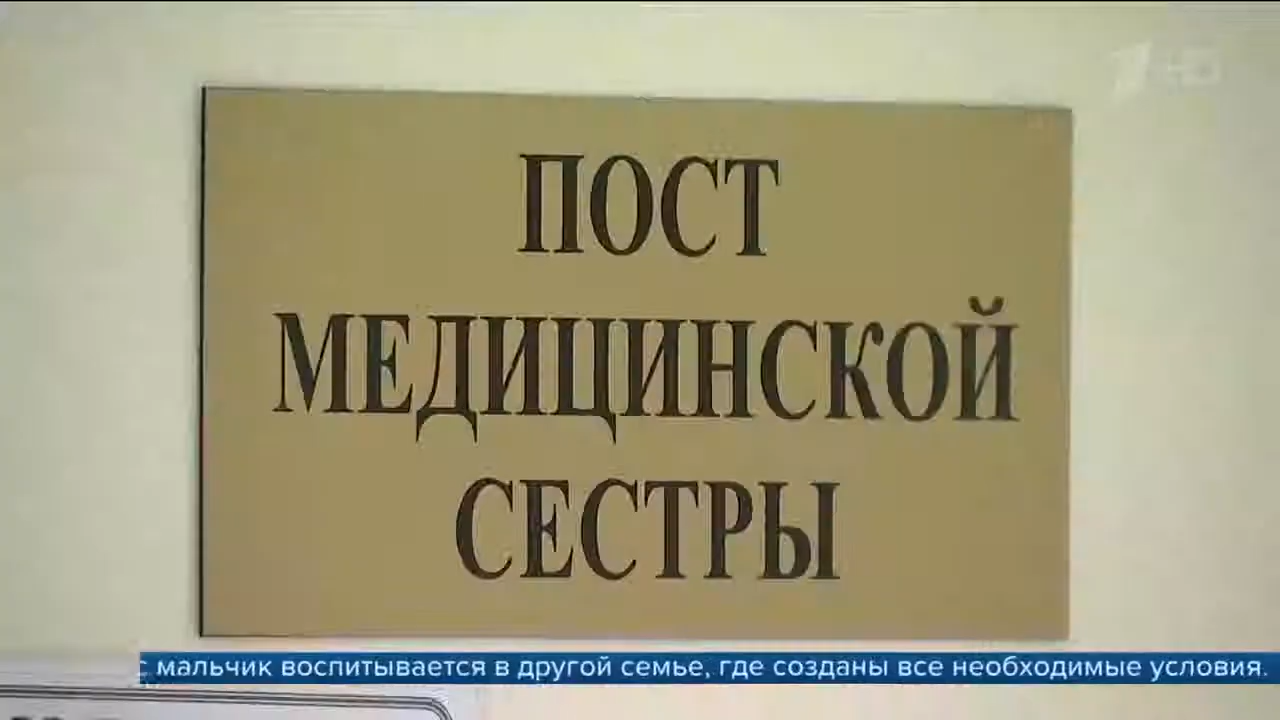 ПОСТ
МЕДИЦИНСКОЙ
СЕСТРЫ
мальчик воспитывается в другой семье, где созданы все необходимые условия.